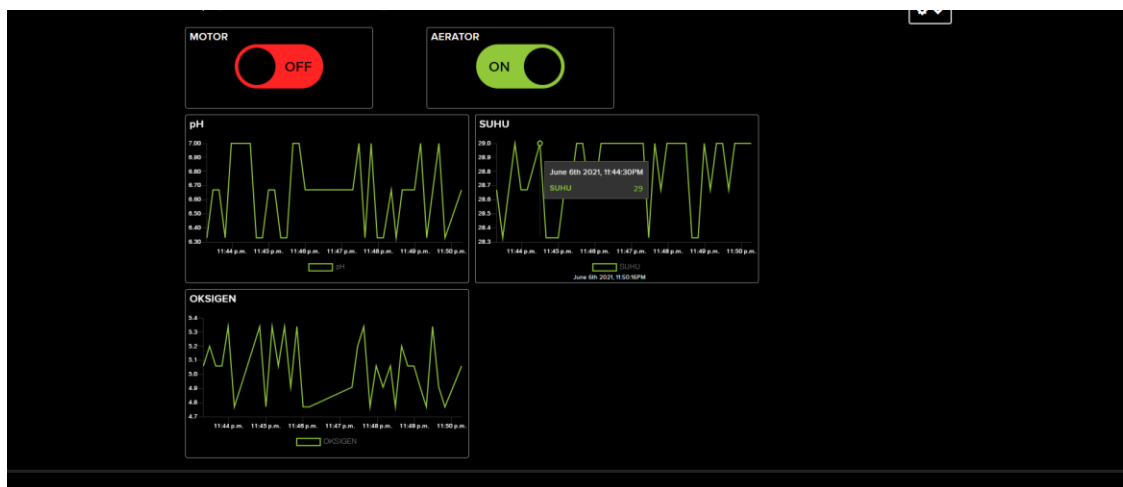 MOTOR
OFF
AERATOR
ON
pH
7.00
6.90
6.80
6.70
6.60
6.50
6.40
6.30
11:44 p.m. 11:45 p.m. 11:46 p.m. 11:47 p.m. 11:48 p.m. 11:49 p.m. 11:50 p.m.
pH
SUHU
29.0
28.9
28.8
28.7
28.6
28.5
28.4
28.3
June 6th 2021, 11:44:30PM
SUHU 29
11:44 p.m. 11:45 p.m. 11:46 p.m. 11:47 p.m. 11:48 p.m. 11:49 p.m. 11:50 p.m.
SUHU
June 6th 2021, 11:50:16PM
OKSIGEN
5.4
5.3
5.2
5.1
5.0
4.9
4.8
4.7
11:44 p.m. 11:45 p.m. 11:46 p.m. 11:47 p.m. 11:48 p.m. 11:49 p.m. 11:50 p.m.
OKSIGEN